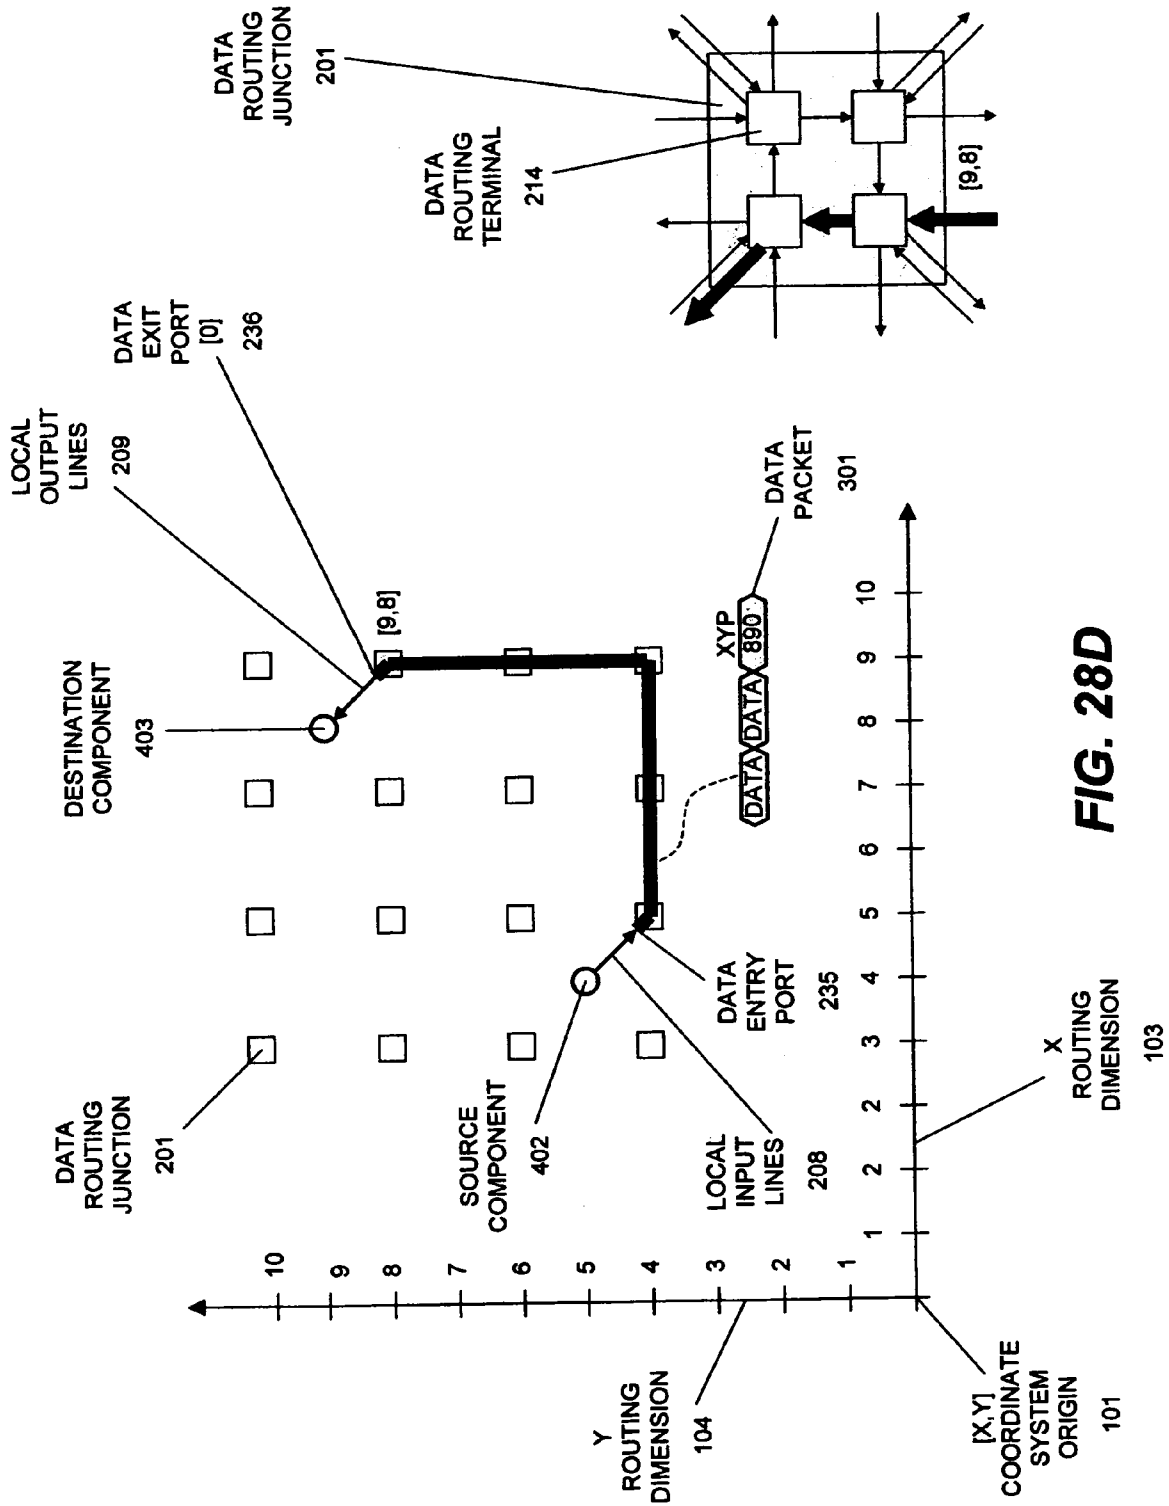 DATA
ROUTING
JUNCTION
201
DESTINATION
COMPONENT
403
LOCAL
OUTPUT
LINES
209
DATA
EXIT
PORT
[0]
236
DATA
ROUTING
TERMINAL
214
DATA
ROUTING
JUNCTION
201
[9,8]
[9,8]
SOURCE
COMPONENT
402
LOCAL
INPUT
LINES
208
DATA
ENTRY
PORT
235
XYP
DATA DATA 890
DATA
PACKET
301
Y
ROUTING
DIMENSION
104
10
9
8
7
6
5
4
3
2
1
1 2 2 3 4 5 6 7 8 9 10
[X,Y]
COORDINATE
SYSTEM
ORIGIN
101
X
ROUTING
DIMENSION
103
FIG. 28D